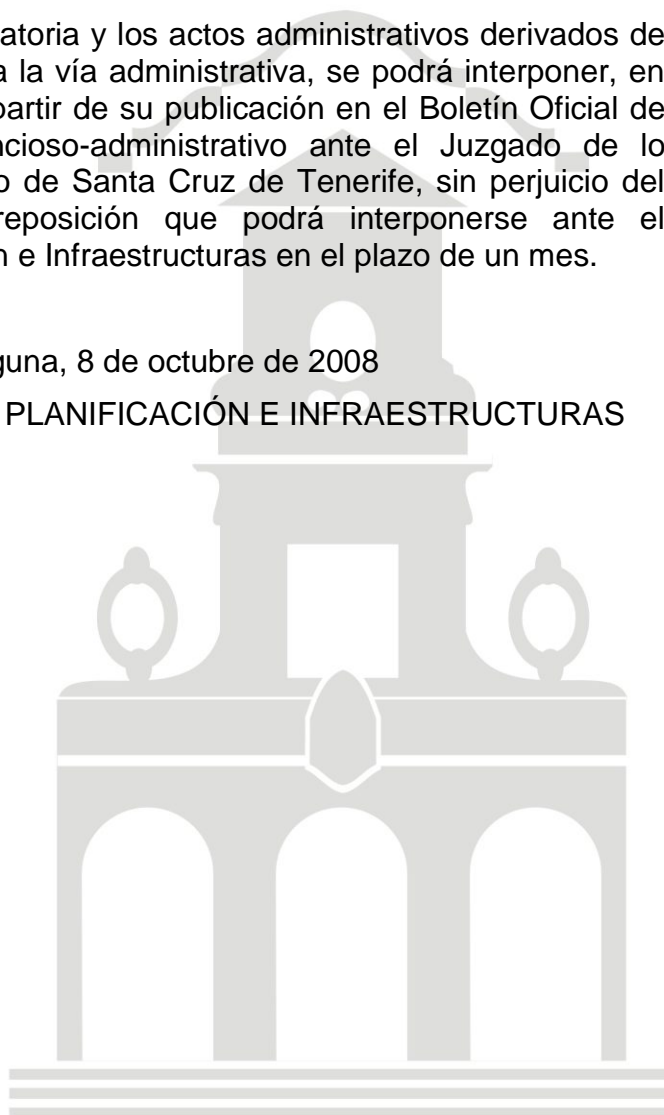 atoria y los actos administrativos derivados de
a la vía administrativa, se podrá interponer, en
partir de su publicación en el Boletín Oficial de
ncioso-administrativo ante el Juzgado de lo
o de Santa Cruz de Tenerife, sin perjuicio del
reposición que podrá interponerse ante el
n e Infraestructuras en el plazo de un mes.
guna, 8 de octubre de 2008
PLANIFICACIÓN E INFRAESTRUCTURAS